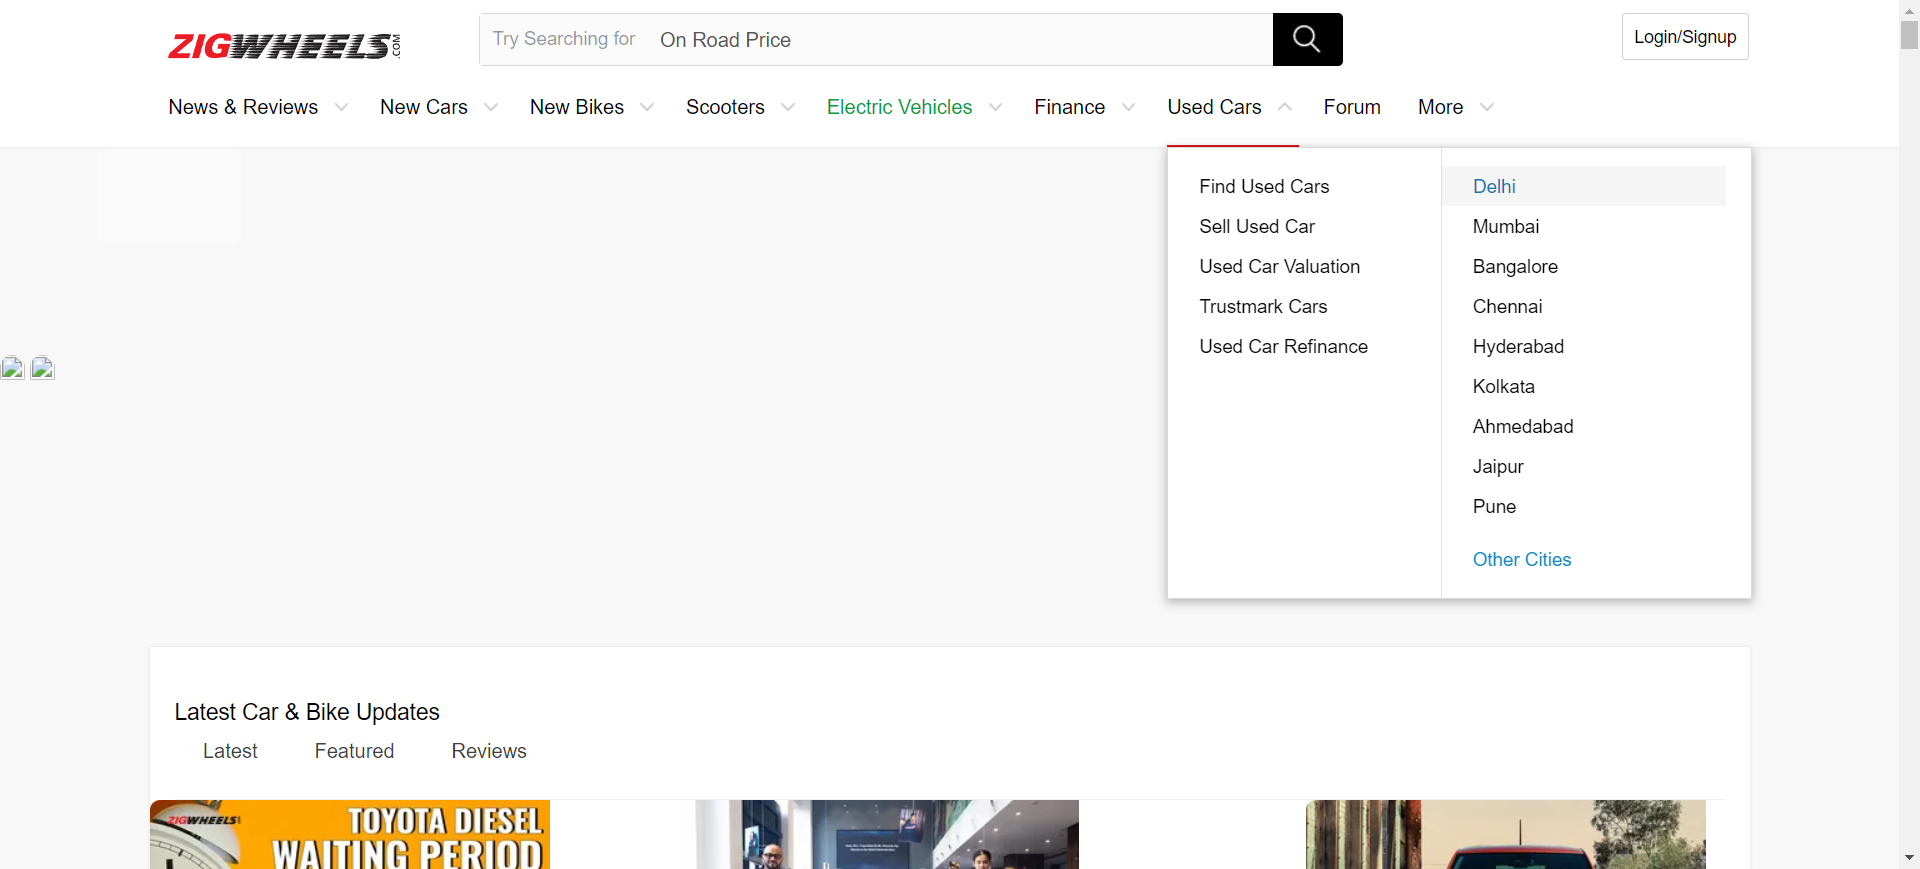 ZIGWHEELS.COM
Try Searching for On Road Price
Login/Signup
News & Reviews New Cars New Bikes Scooters Electric Vehicles Finance Used Cars Forum More
Find Used Cars
Sell Used Car
Used Car Valuation
Trustmark Cars
Used Car Refinance
Delhi
Mumbai
Bangalore
Chennai
Hyderabad
Kolkata
Ahmedabad
Jaipur
Pune
Other Cities
Latest Car & Bike Updates
Latest Featured Reviews
ZIGWHEELS
TOYOTA DIESEL
WAITING PERIOD